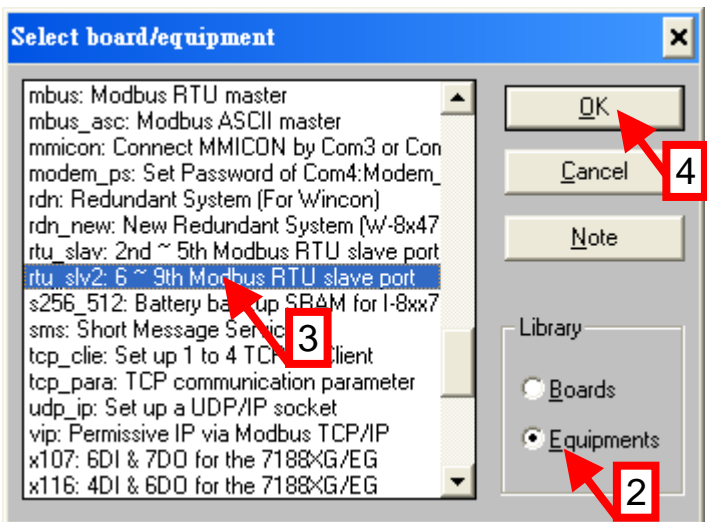 Select board/equipment
mbus: Modbus RTU master
mbus_asc: Modbus ASCII master
mmicon: Connect MMICON by Com3 or Con
modem_ps: Set Password of Com4:Modem_
rdn: Redundant System (For Wincon)
rdn_new: New Redundant System (W-8x47
rtu_slav: 2nd ~ 5th Modbus RTU slave port
rtu_slv2: 6 ~ 9th Modbus RTU slave port
s256_512: Battery back up SRAM for I-8xx7
sms: Short Message Servic
tcp_clie: Set up 1 to 4 TCP Client
tcp_para: TCP communication parameter
udp_ip: Set up a UDP/IP socket
vip: Permissive IP via Modbus TCP/IP
x107: 6DI & 7DO for the 7188XG/EG
x116: 4DI & 6DO for the 7188XG/EG
3
OK
4
Cancel
Note
Library
Boards
Equipments
2